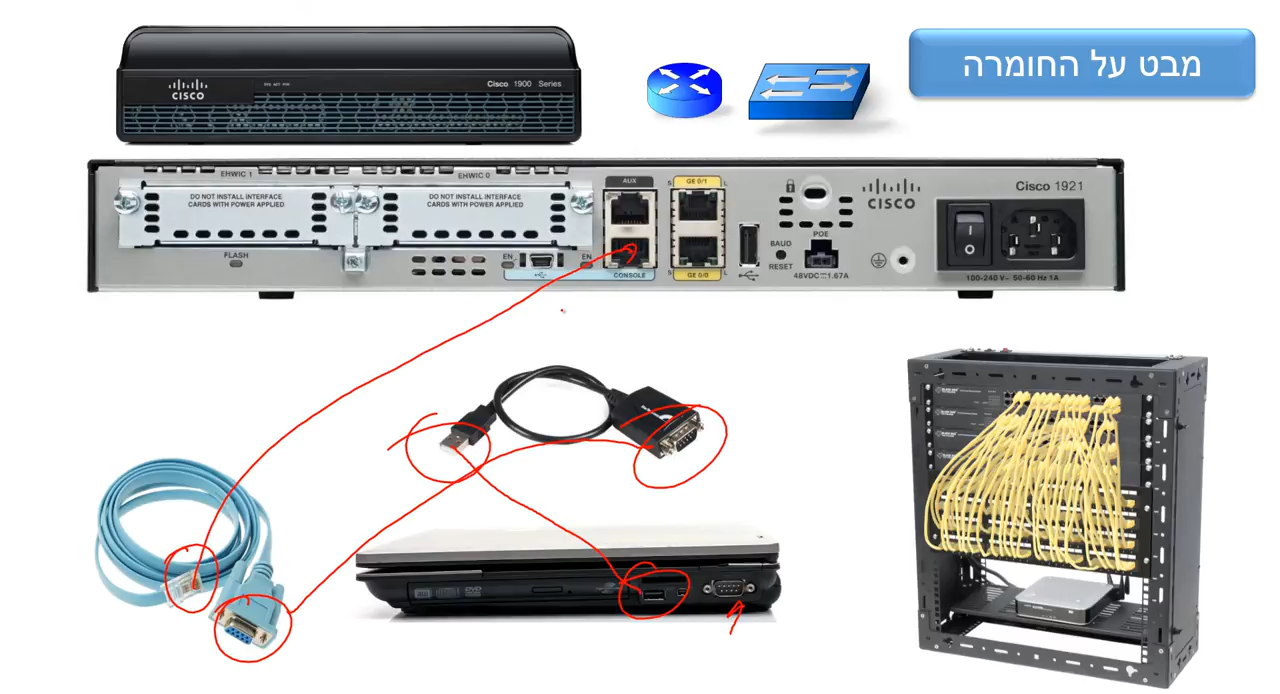 מבט על החומרה
CISCO
Cisco 1900 Series
EHWIC 1
EHWIC 0
DO NOT INSTALL INTERFACE
CARDS WITH POWER APPLIED
DO NOT INSTALL INTERFACE
CARDS WITH POWER APPLIED
FLASH
EN
EN
AUX
CONSOLE
S GE 0/1 L
S GE 0/0 L
BAUD
RESET
POE
48VDC⎓1.67A
CISCO
Cisco 1921
I
O
100-240 V~ 50-60 Hz 1A
DVD